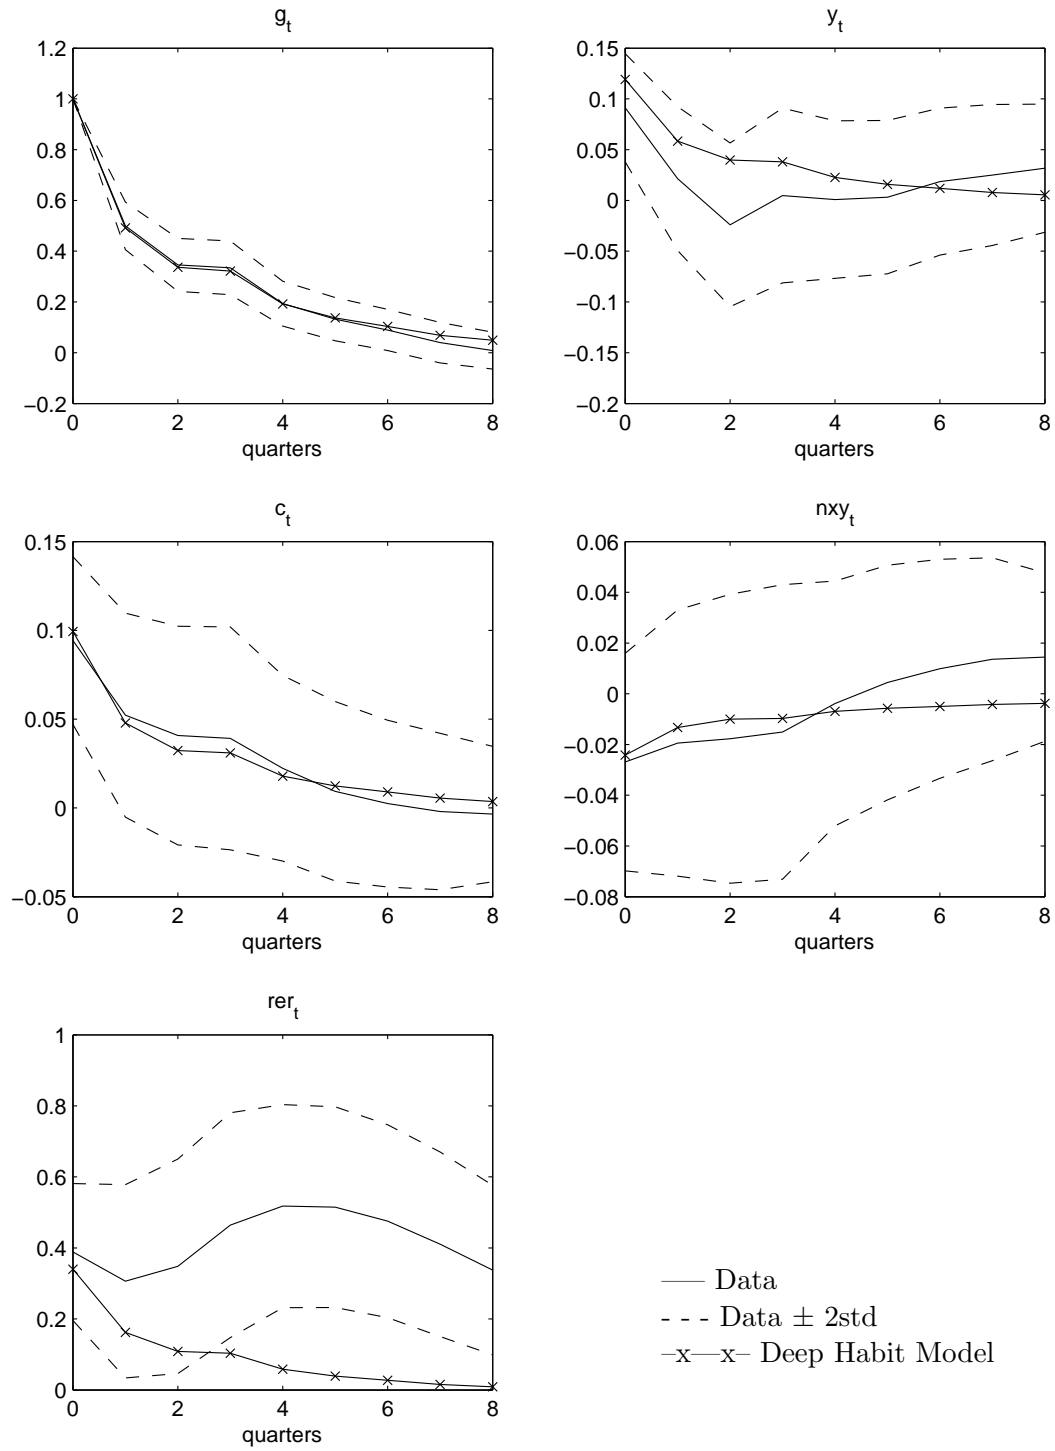 g_t
1.2
1
0.8
0.6
0.4
0.2
0
−0.2
0 2 4 6 8
quarters
y_t
0.15
0.1
0.05
0
−0.05
−0.1
−0.15
−0.2
0 2 4 6 8
quarters
c_t
0.15
0.1
0.05
0
−0.05
0 2 4 6 8
quarters
nxy_t
0.06
0.04
0.02
0
−0.02
−0.04
−0.06
−0.08
0 2 4 6 8
quarters
rer_t
1
0.8
0.6
0.4
0.2
0
0 2 4 6 8
quarters
—— Data
- - - - Data ± 2std
–x—x– Deep Habit Model